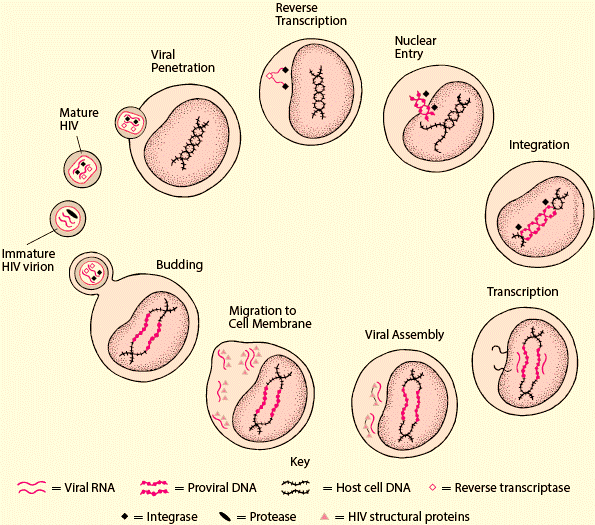 Reverse
Transcription
Nuclear
Entry
Viral
Penetration
Mature
HIV
Integration
Immature
HIV virion
Budding
Transcription
Migration to
Cell Membrane
Viral Assembly
Key
= Viral RNA = Proviral DNA = Host cell DNA = Reverse transcriptase
= Integrase = Protease = HIV structural proteins